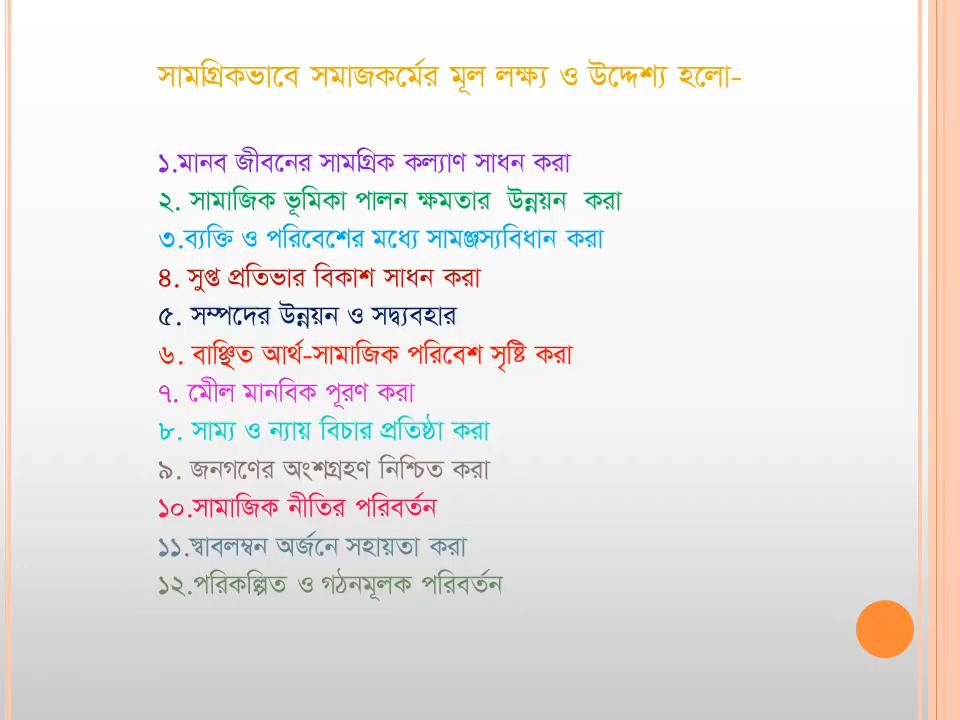 সামগ্রিকভাবে সমাজকর্মের মূল লক্ষ্য ও উদ্দেশ্য হলো-
১.মানব জীবনের সামগ্রিক কল্যাণ সাধন করা
২. সামাজিক ভূমিকা পালন ক্ষমতার উন্নয়ন করা
৩.ব্যক্তি ও পরিবেশের মধ্যে সামঞ্জস্যবিধান করা
৪. সুপ্ত প্রতিভার বিকাশ সাধন করা
৫. সম্পদের উন্নয়ন ও সদ্ব্যবহার
৬. বাঞ্ছিত আর্থ-সামাজিক পরিবেশ সৃষ্টি করা
৭. মেীল মানবিক পূরণ করা
৮. সাম্য ও ন্যায় বিচার প্রতিষ্ঠা করা
৯. জনগণের অংশগ্রহণ নিশ্চিত করা
১০.সামাজিক নীতির পরিবর্তন
১১.স্বাবলম্বন অর্জনে সহায়তা করা
১২.পরিকল্পিত ও গঠনমূলক পরিবর্তন